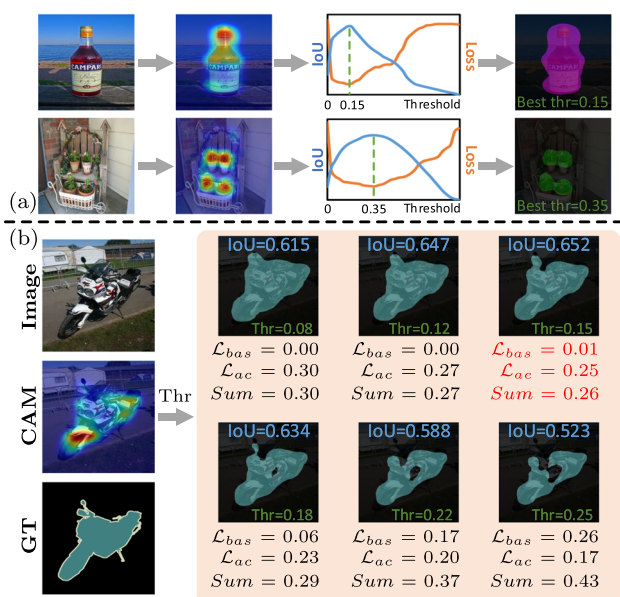 CAMPARI
CAMPARI
IoU
Loss
0 0.15 Threshold
Best thr=0.15
IoU
Loss
0 0.35 Threshold
Best thr=0.35
(a)
(b)
Image
CAM
GT
Thr
IoU=0.615 IoU=0.647 IoU=0.652
Thr=0.08 Thr=0.12 Thr=0.15
ℒbas = 0.00 ℒbas = 0.00 ℒbas = 0.01
ℒac = 0.30 ℒac = 0.27 ℒac = 0.25
Sum = 0.30 Sum = 0.27 Sum = 0.26
IoU=0.634 IoU=0.588 IoU=0.523
Thr=0.18 Thr=0.22 Thr=0.25
ℒbas = 0.06 ℒbas = 0.17 ℒbas = 0.26
ℒac = 0.23 ℒac = 0.20 ℒac = 0.17
Sum = 0.29 Sum = 0.37 Sum = 0.43